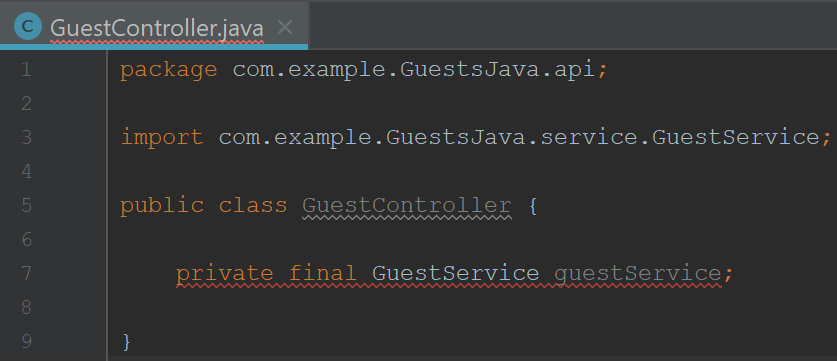 C GuestController.java ×
1 package com.example.GuestsJava.api;
2
3 import com.example.GuestsJava.service.GuestService;
4
5 public class GuestController {
6
7 private final GuestService guestService;
8
9 }